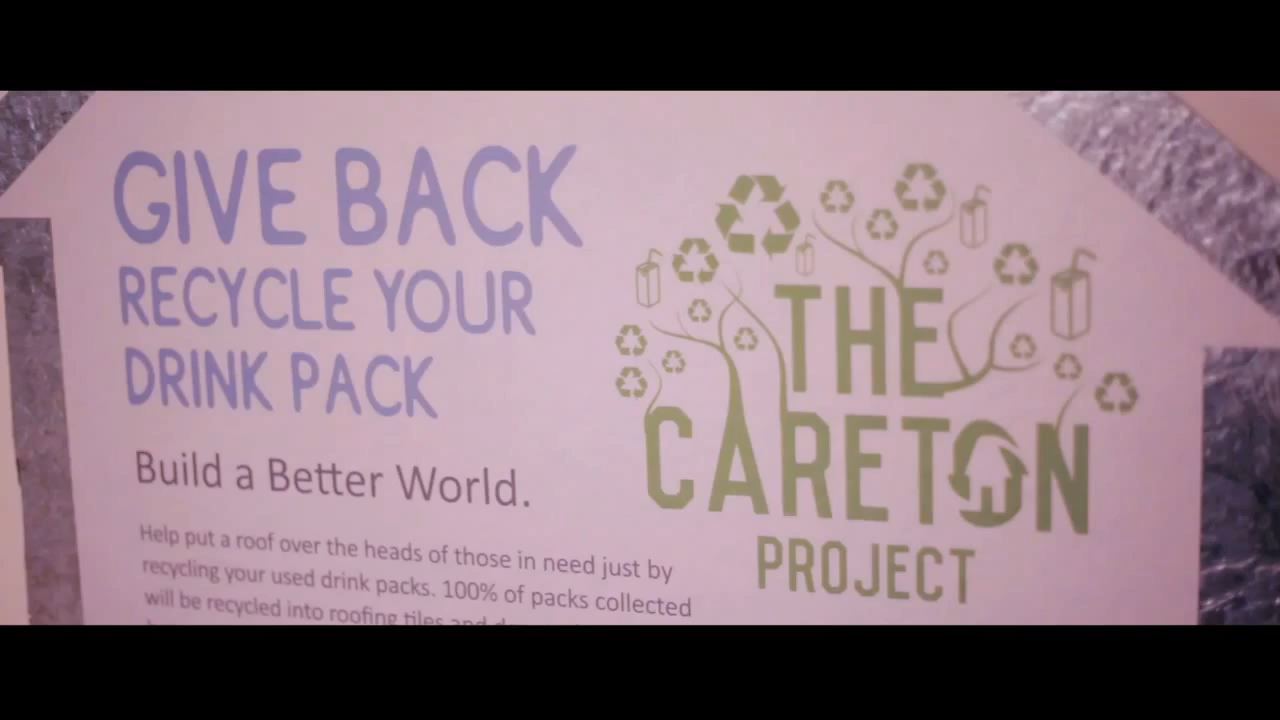 GIVE BACK
RECYCLE YOUR
DRINK PACK
Build a Better World.
Help put a roof over the heads of those in need just by
recycling your used drink packs. 100% of packs collected
will be recycled into roofing tiles and
THE
CARETON
PROJECT